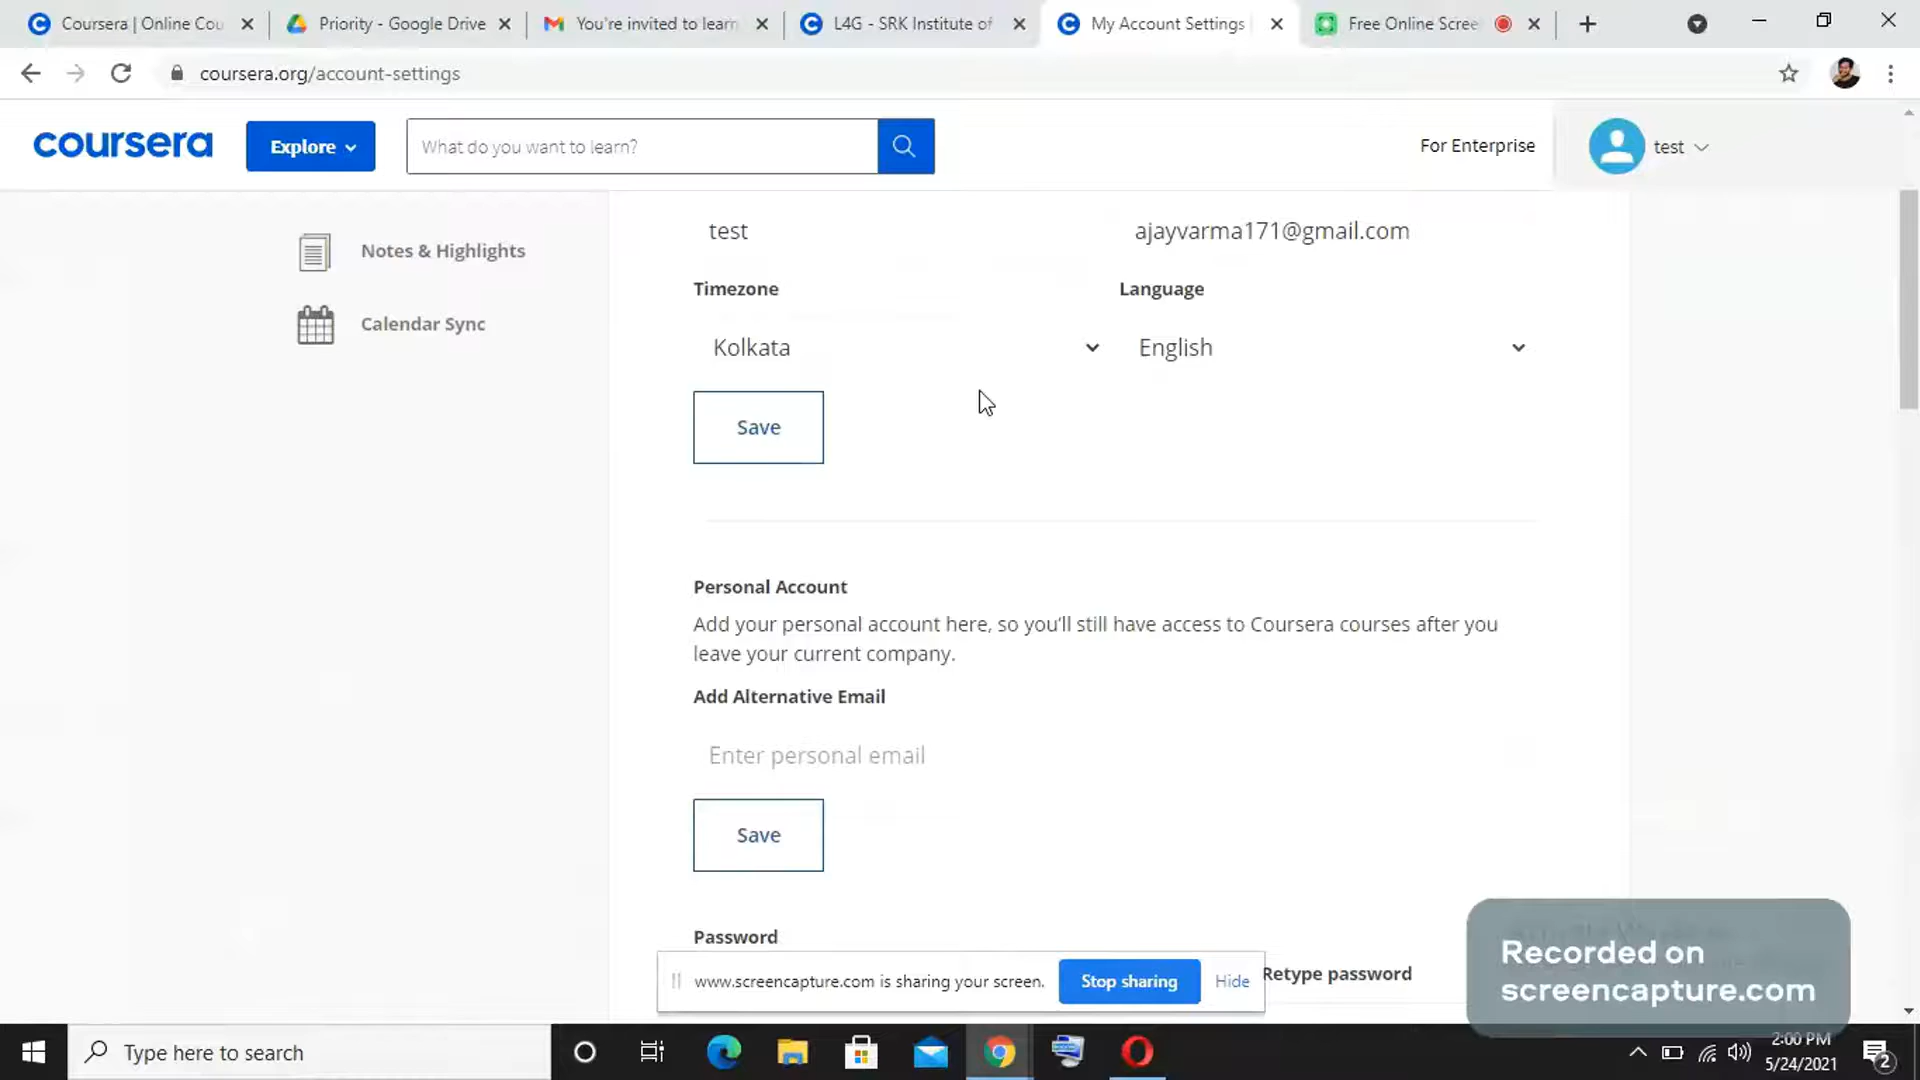 Coursera | Online Cou
Priority - Google Drive
You're invited to learn
L4G - SRK Institute of
My Account Settings
Free Online Scree
coursera.org/account-settings
coursera
Explore
What do you want to learn?
For Enterprise
test
Notes & Highlights
Calendar Sync
test
ajayvarma171@gmail.com
Timezone
Language
Kolkata
English
Save
Personal Account
Add your personal account here, so you'll still have access to Coursera courses after you
leave your current company.
Add Alternative Email
Enter personal email
Save
Password
Retype password
www.screencapture.com is sharing your screen.
Stop sharing
Hide
Recorded on
screencapture.com
Type here to search
2:00 PM
5/24/2021
2